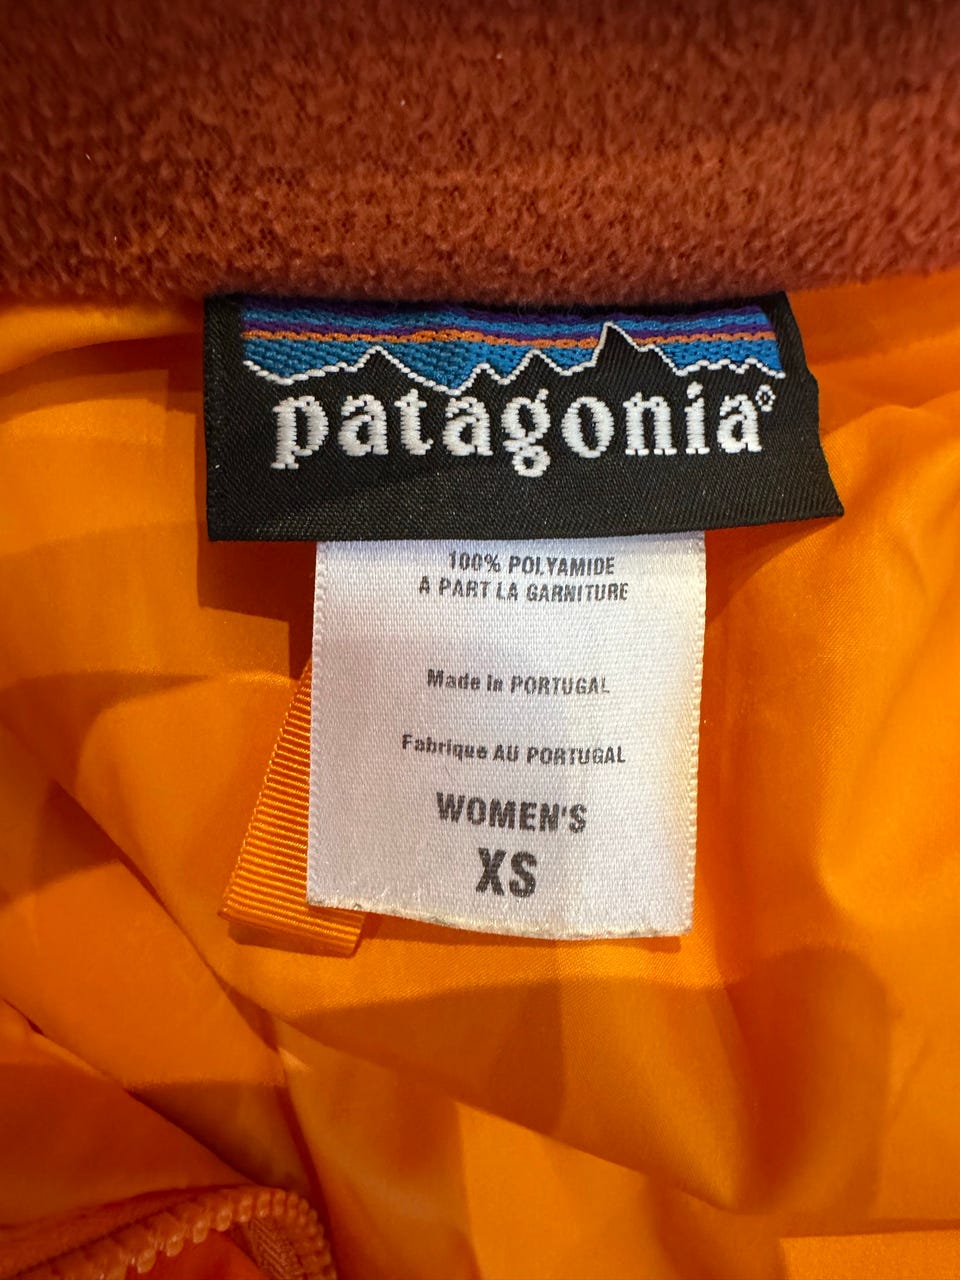 patagonia®
100% POLYAMIDE
A PART LA GARNITURE
Made in PORTUGAL
Fabrique AU PORTUGAL
WOMEN'S
XS